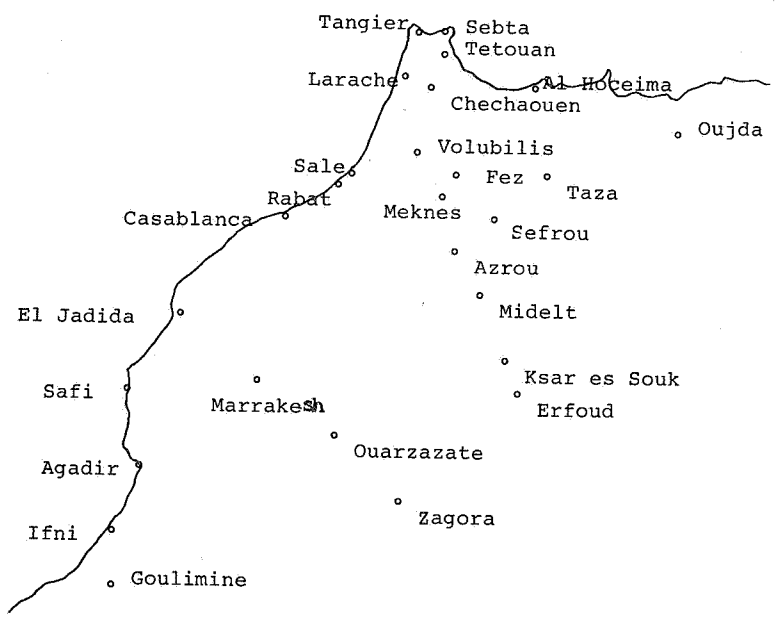 Tangier
Sebta
Tetouan
Larache
Al Hoceima
Chechaouen
Oujda
Volubilis
Sale
Fez
Taza
Rabat
Meknes
Casablanca
Sefrou
Azrou
El Jadida
Midelt
Ksar es Souk
Safi
Marrakesh
Erfoud
Ouarzazate
Agadir
Zagora
Ifni
Goulimine